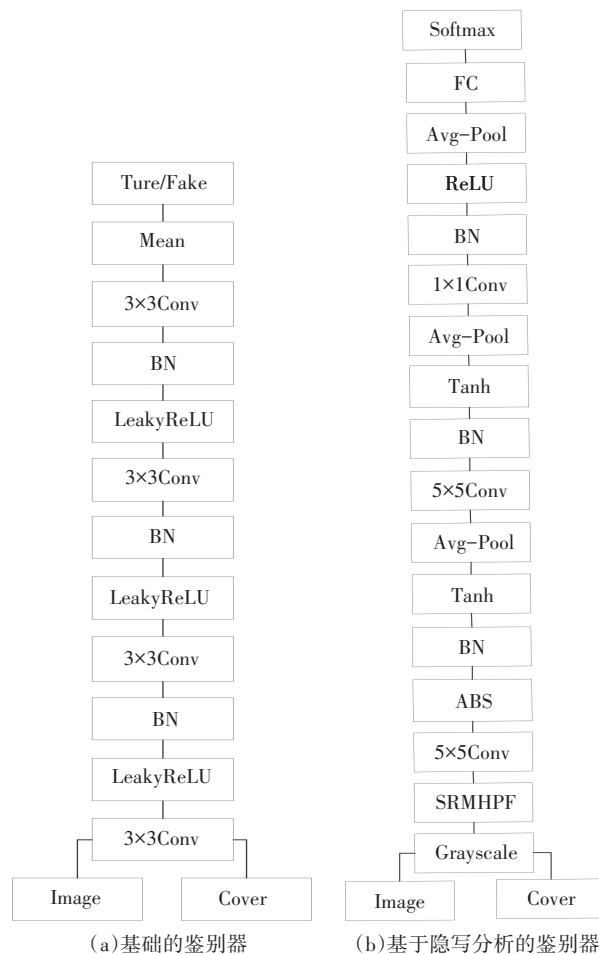 Ture/Fake
Mean
3×3Conv
BN
LeakyReLU
3×3Conv
BN
LeakyReLU
3×3Conv
BN
LeakyReLU
3×3Conv
Image
Cover
(a)基础的鉴别器
Softmax
FC
Avg-Pool
ReLU
BN
1×1Conv
Avg-Pool
Tanh
BN
5×5Conv
Avg-Pool
Tanh
BN
ABS
5×5Conv
SRMHPF
Grayscale
Image
Cover
(b)基于隐写分析的鉴别器